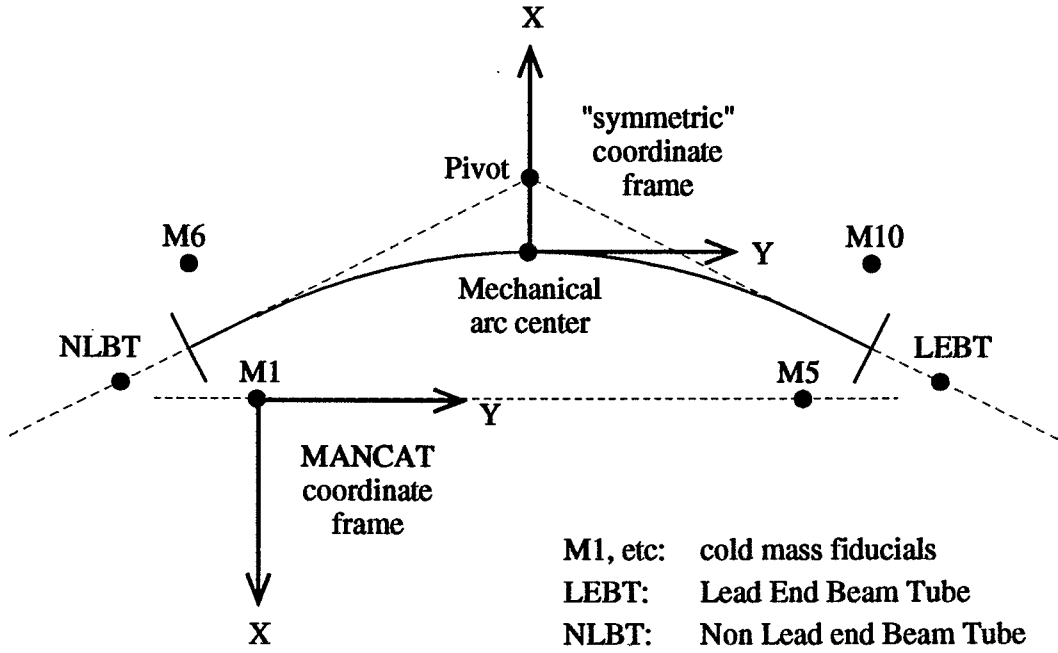 X
"symmetric"
coordinate
frame
Pivot
M6
M10
Y
Mechanical
arc center
NLBT
LEBT
M1
M5
Y
MANCAT
coordinate
frame
X
M1, etc: cold mass fiducials
LEBT: Lead End Beam Tube
NLBT: Non Lead end Beam Tube